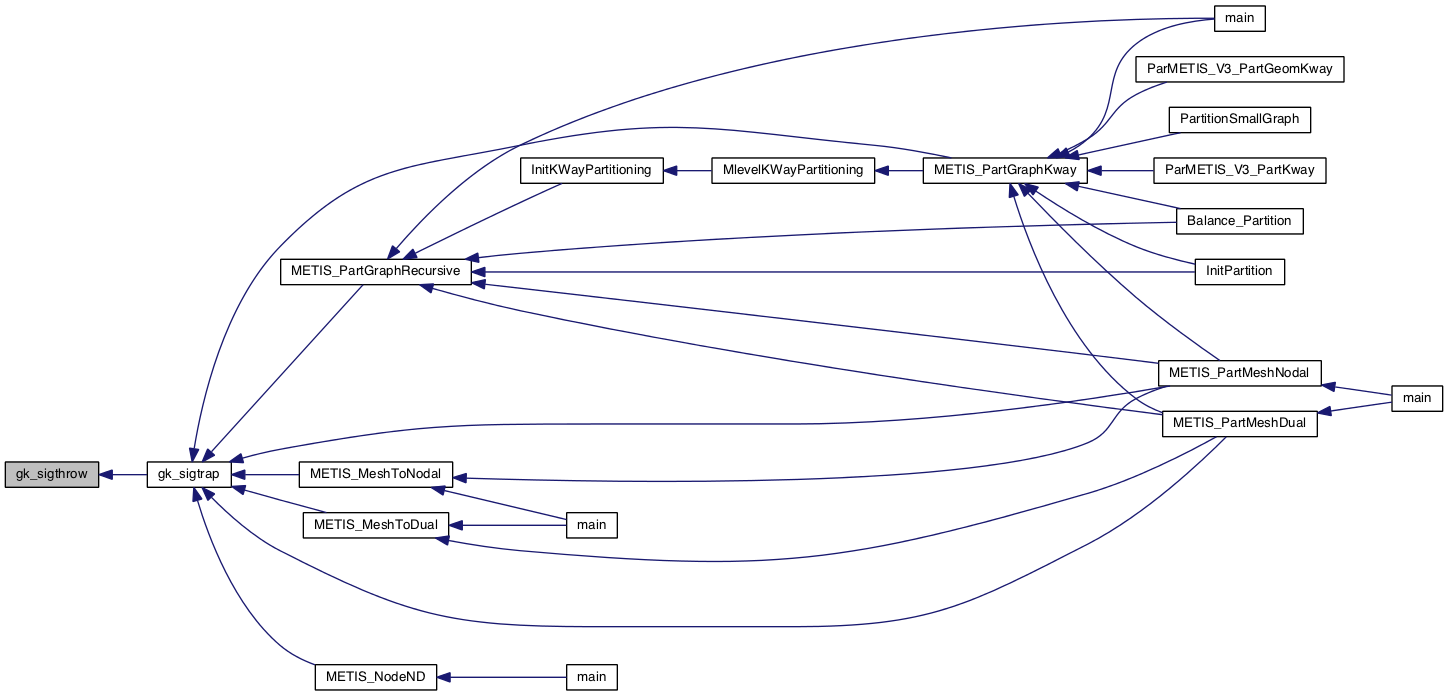 main
ParMETIS_V3_PartGeomKway
PartitionSmallGraph
InitKWayPartitioning
MlevelKWayPartitioning
METIS_PartGraphKway
ParMETIS_V3_PartKway
Balance_Partition
METIS_PartGraphRecursive
InitPartition
METIS_PartMeshNodal
main
METIS_PartMeshDual
gk_sigthrow
gk_sigtrap
METIS_MeshToNodal
METIS_MeshToDual
main
METIS_NodeND
main